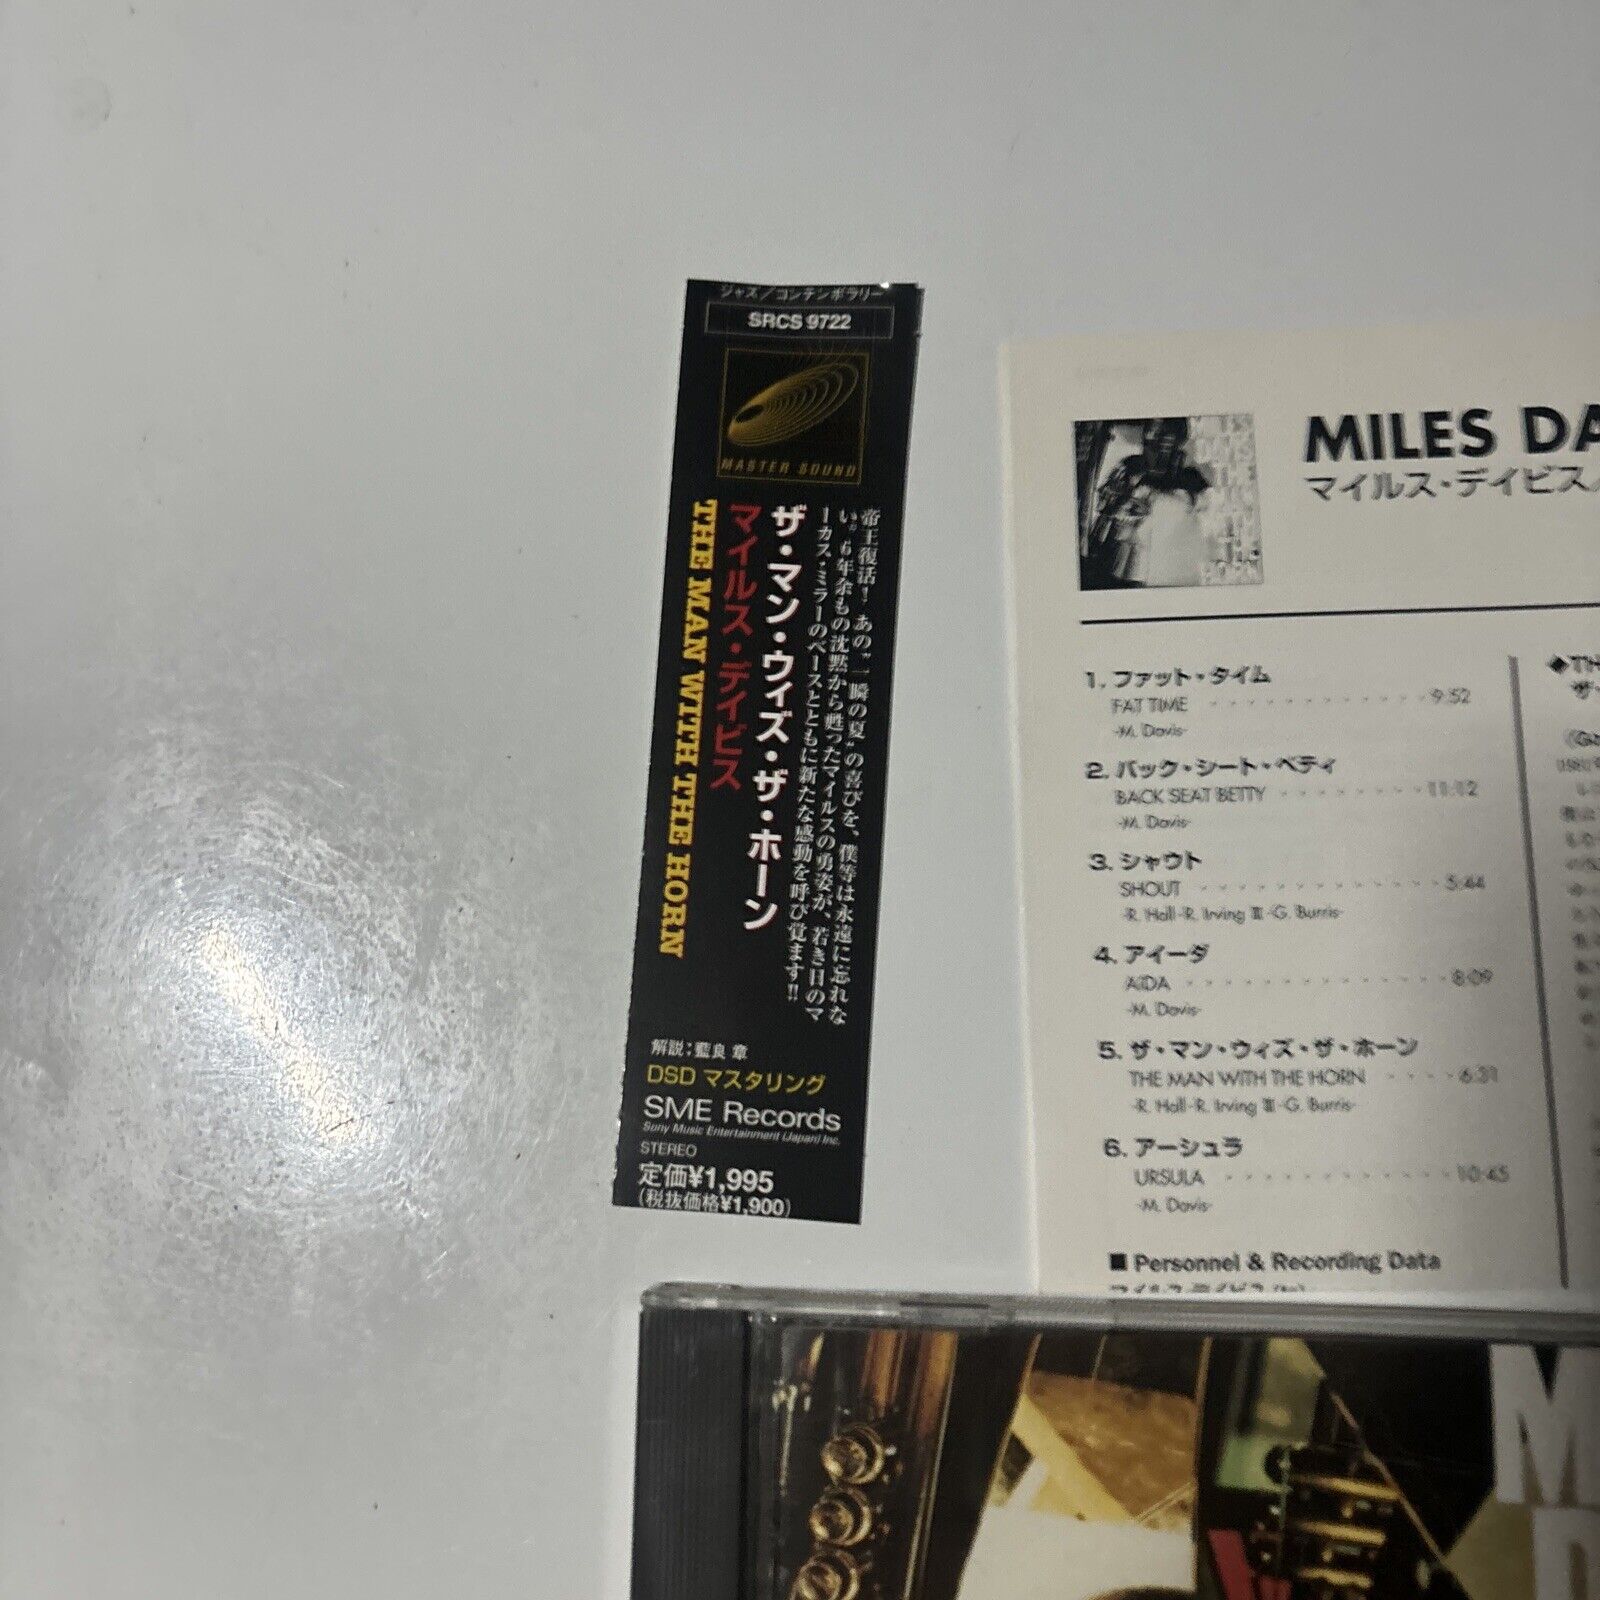 ジャズ／コンテンポラリー
SRCS 9722
MASTER SOUND
帝王復活！ あの“一瞬の夏”の喜びを、僕等は永遠に忘れな
い。6年余もの沈黙から甦ったマイルスの勇姿が、若き日のマ
ーカス・ミラーのベースとともに新たな感動を呼び覚ます!!
ザ・マン・ウィズ・ザ・ホーン
マイルス・デイビス
THE MAN WITH THE HORN
解説：藍良 章
DSD マスタリング
SME Records
Sony Music Entertainment (Japan) Inc.
STEREO
定価¥1,995
(税抜価格¥1,900)
MILES DA
マイルス・デイビス／
1. ファット・タイム
FAT TIME 9:52
-M. Davis-
2. バック・シート・ベティ
BACK SEAT BETTY 11:12
-M. Davis-
3. シャウト
SHOUT 5:44
-R. Hall-R. Irving III-G. Burris-
4. アイーダ
AÏDA 8:09
-M. Davis-
5. ザ・マン・ウィズ・ザ・ホーン
THE MAN WITH THE HORN 6:31
-R. Hall-R. Irving III-G. Burris-
6. アーシュラ
URSULA 10:45
-M. Davis-
■ Personnel & Recording Data
◆TH
ザ・